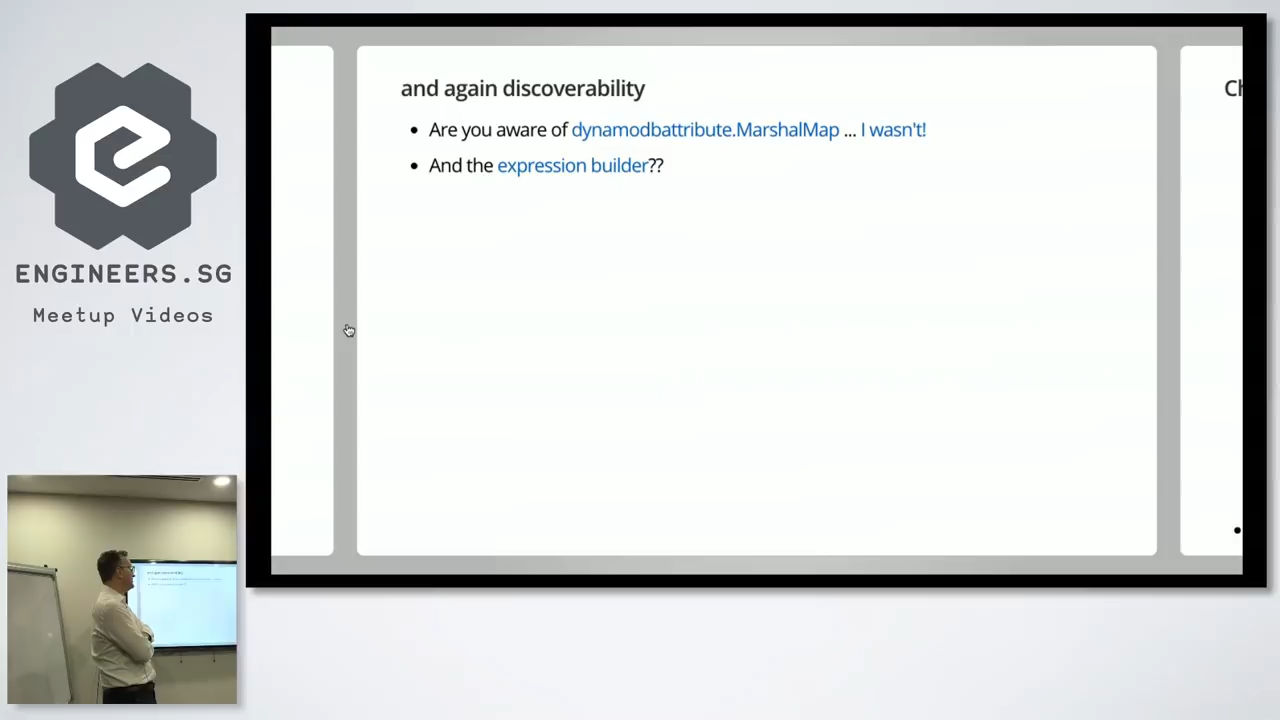 ENGINEERS.SG
Meetup Videos
and again discoverability
• Are you aware of dynamodbattribute.MarshalMap ... I wasn't!
• And the expression builder??